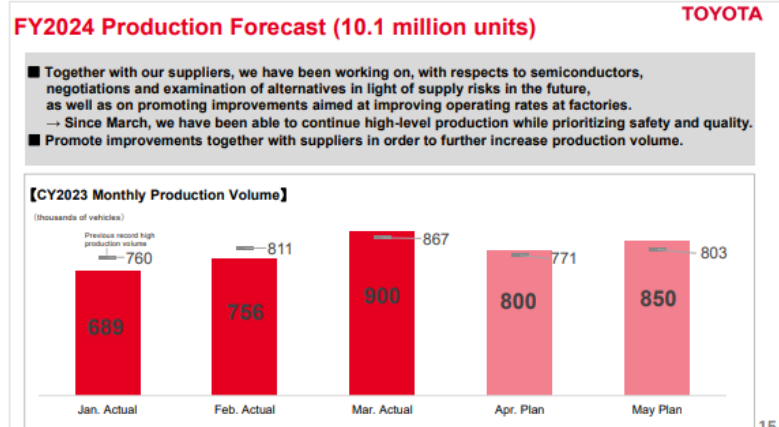 TOYOTA
FY2024 Production Forecast (10.1 million units)
■ Together with our suppliers, we have been working on, with respects to semiconductors,
negotiations and examination of alternatives in light of supply risks in the future,
as well as on promoting improvements aimed at improving operating rates at factories.
→ Since March, we have been able to continue high-level production while prioritizing safety and quality.
■ Promote improvements together with suppliers in order to further increase production volume.
【CY2023 Monthly Production Volume】
(thousands of vehicles)
Previous record high
production volume
760
811
867
771
803
689
756
900
800
850
Jan. Actual
Feb. Actual
Mar. Actual
Apr. Plan
May Plan
15